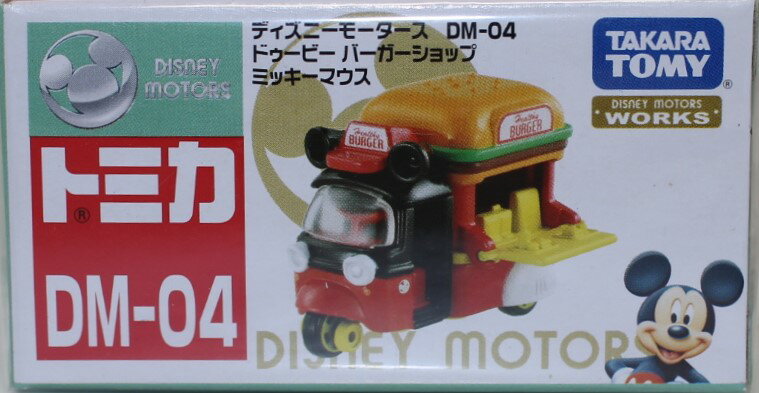 DISNEY
MOTORS
ディズニーモータース DM-04
ドゥービー バーガーショップ
ミッキーマウス
TAKARA
TOMY®
DISNEY MOTORS
WORKS
Healthy
BURGER
Healthy
BURGER
トミカ®
DM-04
DISNEY MOTORS